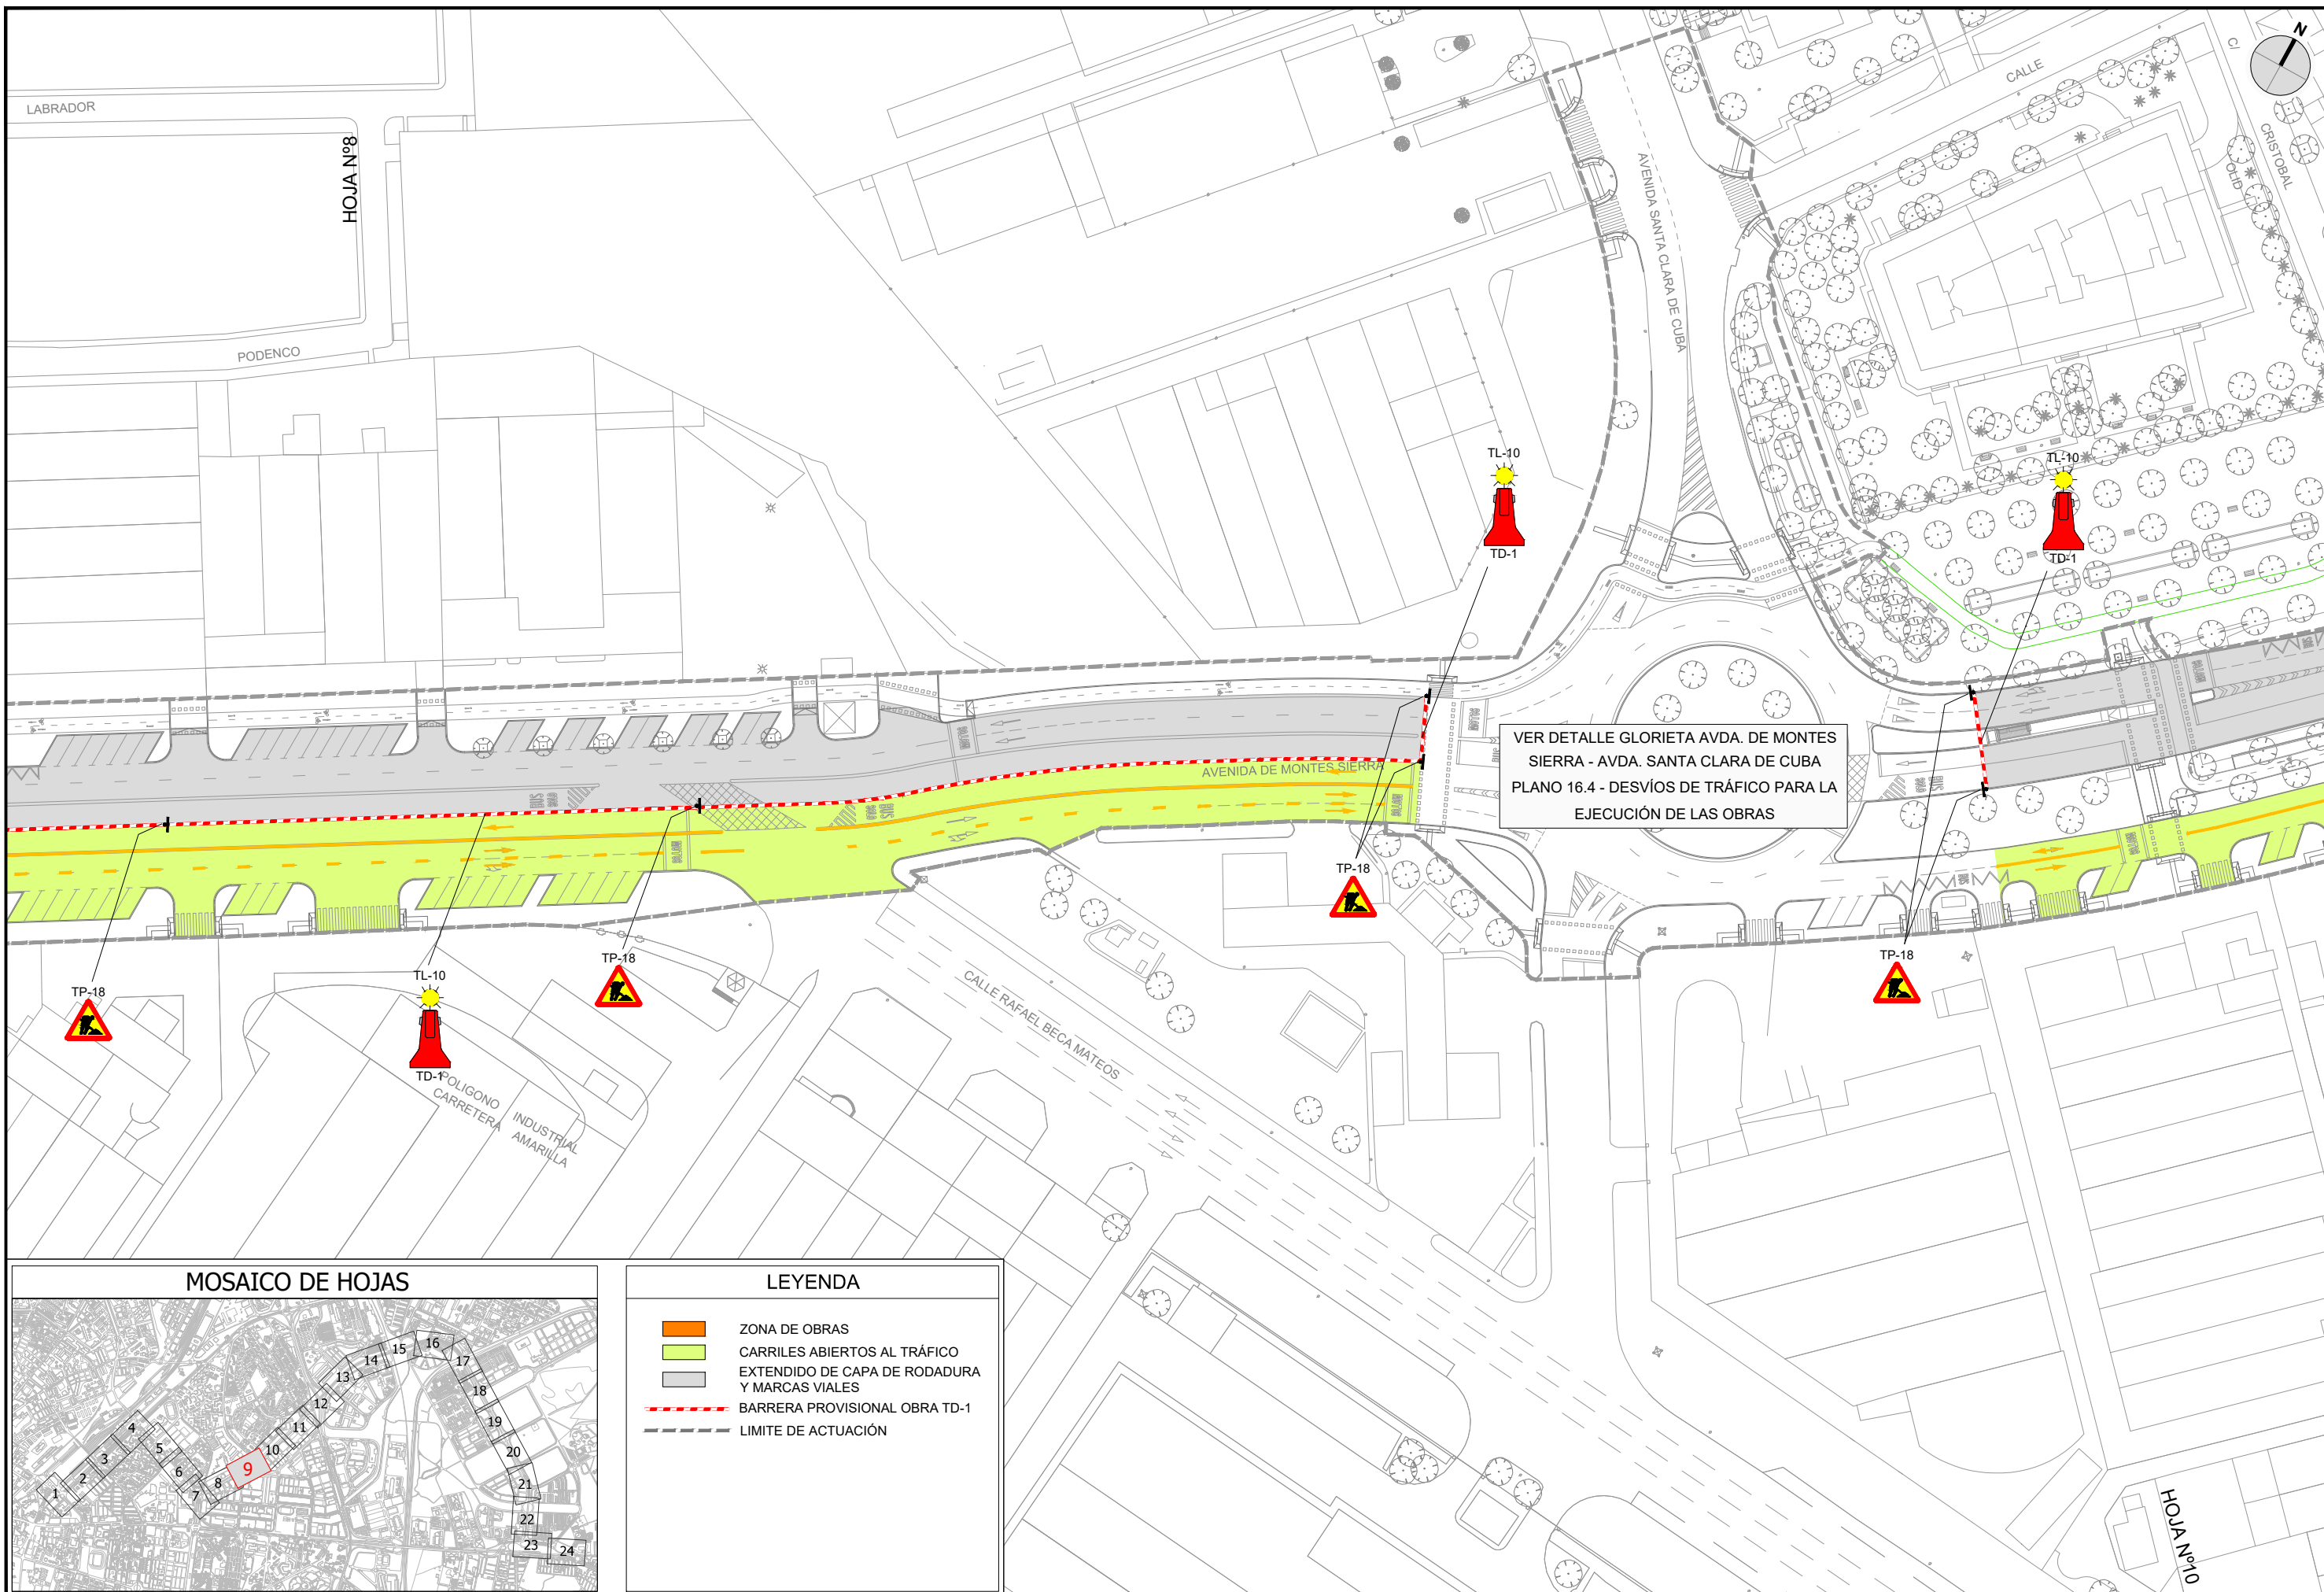 N
LABRADOR
HOJA Nº8
PODENCO
AVENIDA SANTA CLARA DE CUBA
CALLE
C/
CRISTOBAL
OLID
TL-10
TD-1
TL-10
TD-1
AVENIDA DE MONTES SIERRA
VER DETALLE GLORIETA AVDA. DE MONTES
SIERRA - AVDA. SANTA CLARA DE CUBA
PLANO 16.4 - DESVÍOS DE TRÁFICO PARA LA
EJECUCIÓN DE LAS OBRAS
BUS
TP-18
TP-18
TP-18
TP-18
TL-10
TD-1
CALLE RAFAEL BECA MATEOS
POLIGONO INDUSTRIAL
CARRETERA AMARILLA
HOJA Nº10
MOSAICO DE HOJAS
1
2
3
4
5
6
7
8
9
10
11
12
13
14
15
16
17
18
19
20
21
22
23
24
LEYENDA
ZONA DE OBRAS
CARRILES ABIERTOS AL TRÁFICO
EXTENDIDO DE CAPA DE RODADURA
Y MARCAS VIALES
BARRERA PROVISIONAL OBRA TD-1
LIMITE DE ACTUACIÓN